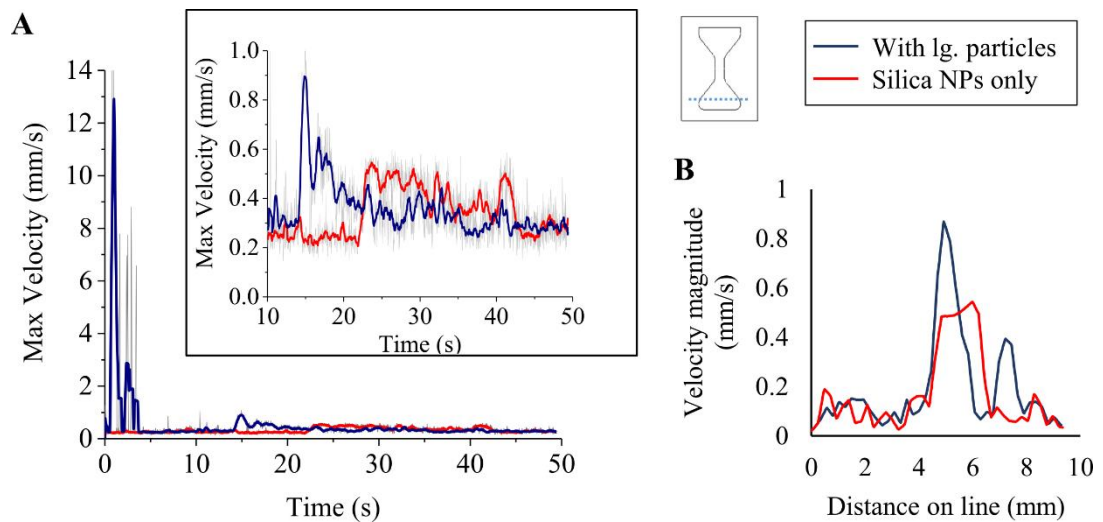 A
With lg. particles
Silica NPs only
Max Velocity (mm/s)
14
12
10
8
6
4
2
0
0 10 20 30 40 50
Time (s)
Max Velocity (mm/s)
1.0
0.8
0.6
0.4
0.2
0.0
10 20 30 40 50
Time (s)
B
Velocity magnitude
(mm/s)
1
0.8
0.6
0.4
0.2
0
0 2 4 6 8 10
Distance on line (mm)